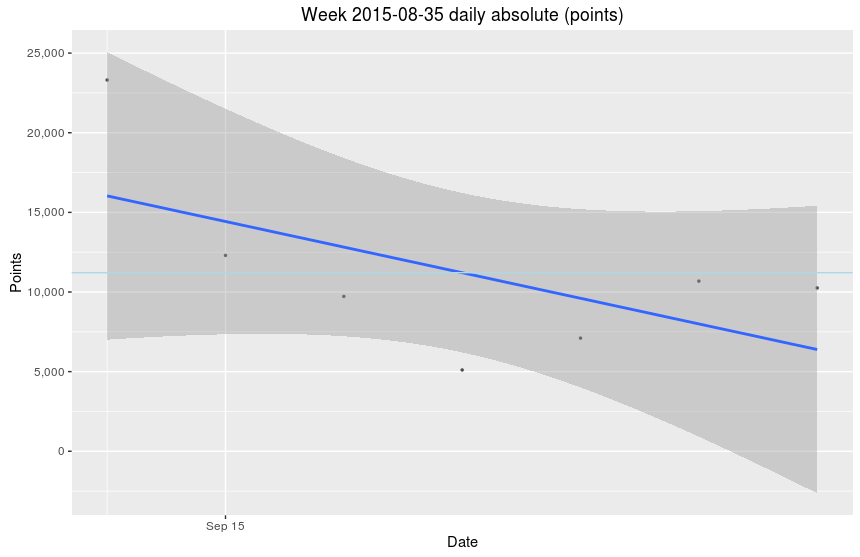 Week 2015-08-35 daily absolute (points)
25,000
20,000
15,000
10,000
5,000
0
Points
Sep 15
Date